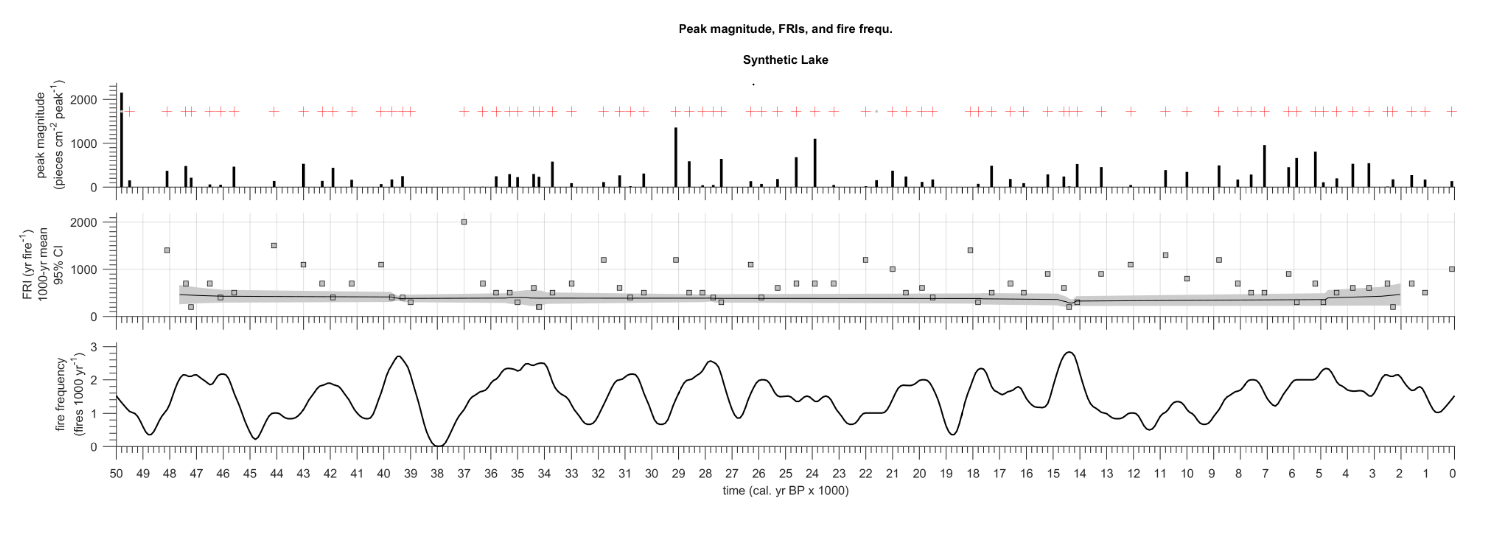 Peak magnitude, FRIs, and fire frequ.
Synthetic Lake
peak magnitude
(pieces cm⁻² peak⁻¹)
2000
1000
0
FRI (yr fire⁻¹)
1000-yr mean
95% CI
2000
1000
0
fire frequency
(fires 1000 yr⁻¹)
3
2
1
0
50 49 48 47 46 45 44 43 42 41 40 39 38 37 36 35 34 33 32 31 30 29 28 27 26 25 24 23 22 21 20 19 18 17 16 15 14 13 12 11 10 9 8 7 6 5 4 3 2 1 0
time (cal. yr BP x 1000)